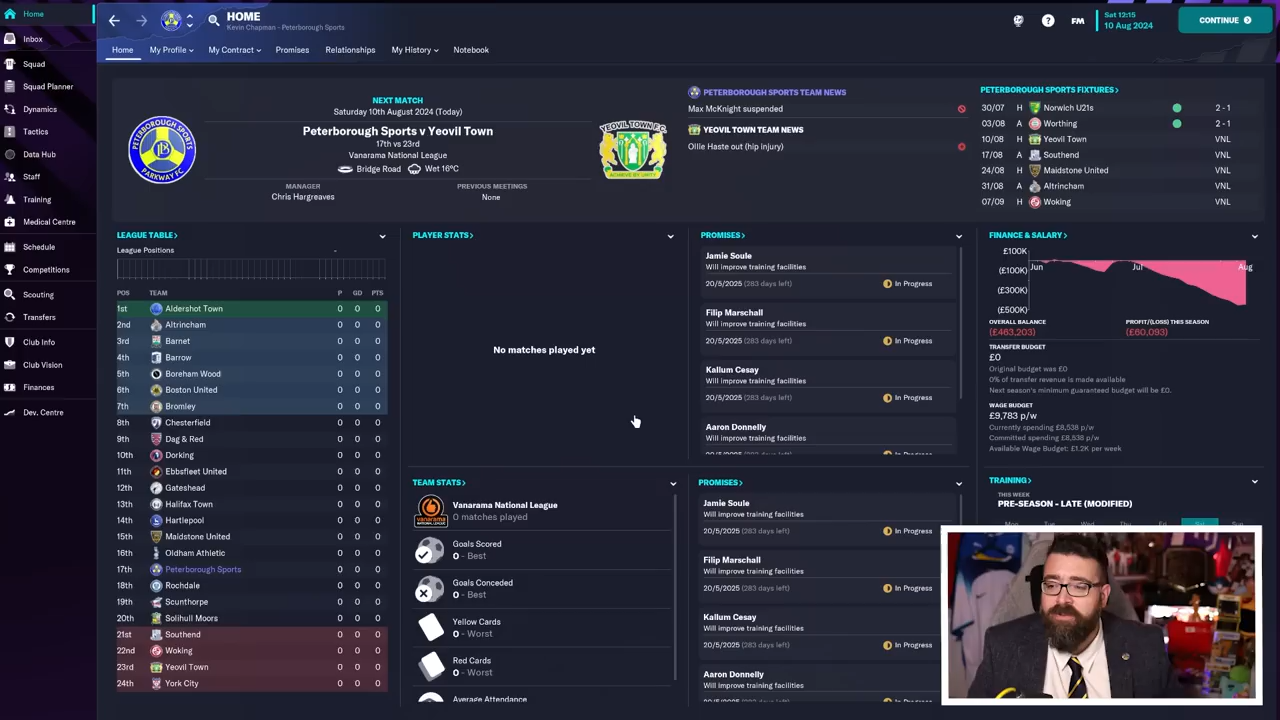 Home
Inbox
Squad
Squad Planner
Dynamics
Tactics
Data Hub
Staff
Training
Medical Centre
Schedule
Competitions
Scouting
Transfers
Club Info
Club Vision
Finances
Dev. Centre
HOME
Kevin Chapman - Peterborough Sports
FM
Sat 12:15
10 Aug 2024
CONTINUE
Home
My Profile
My Contract
Promises
Relationships
My History
Notebook
NEXT MATCH
Saturday 10th August 2024 (Today)
Peterborough Sports v Yeovil Town
17th vs 23rd
Vanarama National League
Bridge Road
Wet 16°C
MANAGER
Chris Hargreaves
PREVIOUS MEETINGS
None
PETERBOROUGH SPORTS TEAM NEWS
Max McKnight suspended
YEOVIL TOWN TEAM NEWS
Ollie Haste out (hip injury)
PETERBOROUGH SPORTS FIXTURES
30/07 H Norwich U21s 2 - 1
03/08 A Worthing 2 - 1
10/08 H Yeovil Town VNL
17/08 A Southend VNL
24/08 H Maidstone United VNL
31/08 A Altrincham VNL
07/09 H Woking VNL
LEAGUE TABLE
League Positions -
POS TEAM P GD PTS
1st Aldershot Town 0 0 0
2nd Altrincham 0 0 0
3rd Barnet 0 0 0
4th Barrow 0 0 0
5th Boreham Wood 0 0 0
6th Boston United 0 0 0
7th Bromley 0 0 0
8th Chesterfield 0 0 0
9th Dag & Red 0 0 0
10th Dorking 0 0 0
11th Ebbsfleet United 0 0 0
12th Gateshead 0 0 0
13th Halifax Town 0 0 0
14th Hartlepool 0 0 0
15th Maidstone United 0 0 0
16th Oldham Athletic 0 0 0
17th Peterborough Sports 0 0 0
18th Rochdale 0 0 0
19th Scunthorpe 0 0 0
20th Solihull Moors 0 0 0
21st Southend 0 0 0
22nd Woking 0 0 0
23rd Yeovil Town 0 0 0
24th York City 0 0 0
PLAYER STATS
No matches played yet
TEAM STATS
Vanarama National League
0 matches played
Goals Scored
0 - Best
Goals Conceded
0 - Best
Yellow Cards
0 - Worst
Red Cards
0 - Worst
Average Attendance
PROMISES
Jamie Soule
Will improve training facilities
20/5/2025 (283 days left) In Progress
Filip Marschall
Will improve training facilities
20/5/2025 (283 days left) In Progress
Kallum Cesay
Will improve training facilities
20/5/2025 (283 days left) In Progress
Aaron Donnelly
Will improve training facilities
20/5/2025 (283 days left) In Progress
PROMISES
Jamie Soule
Will improve training facilities
20/5/2025 (283 days left) In Progress
Filip Marschall
Will improve training facilities
20/5/2025 (283 days left) In Progress
Kallum Cesay
Will improve training facilities
20/5/2025 (283 days left) In Progress
Aaron Donnelly
Will improve training facilities
FINANCE & SALARY
£100K
(£100K)
(£300K)
(£500K)
Jun Jul Aug
OVERALL BALANCE
(£463,203)
PROFIT/(LOSS) THIS SEASON
(£60,093)
TRANSFER BUDGET
£0
Original budget was £0
0% of transfer revenue is made available
Next season's minimum guaranteed budget will be £0.
WAGE BUDGET
£9,783 p/w
Currently spending £8,538 p/w
Committed spending £8,538 p/w
Available Wage Budget: £1.2K per week
TRAINING
THIS WEEK
PRE-SEASON - LATE (MODIFIED)
Mon Tue Wed Thu Fri Sat Sun